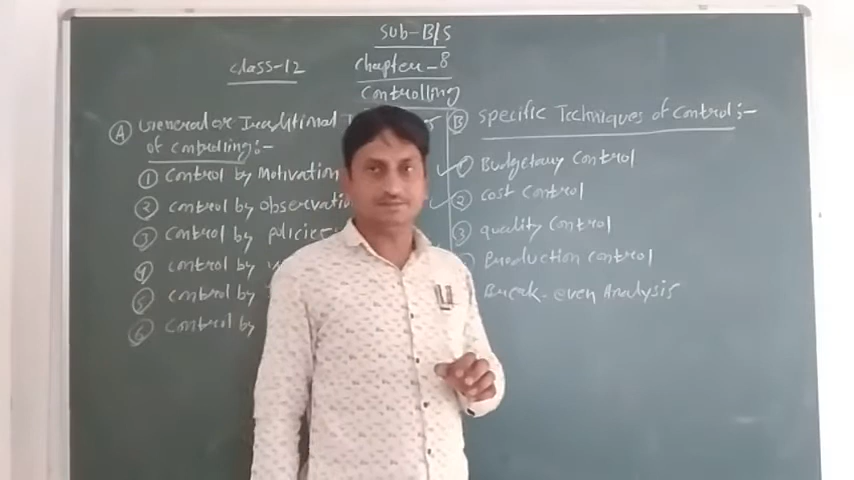 Sub-B/S
Class-12
Chapter-8
Controlling
(A) General or Traditional
of Controlling:-
(1) Control by Motivation
(2) Control by observation
(3) Control by policies
(4) Control by
(5) Control by
(6) Control by
(B) Specific Techniques of Control:-
(1) Budgetary Control
(2) Cost Control
(3) quality Control
Production Control
Break-even Analysis